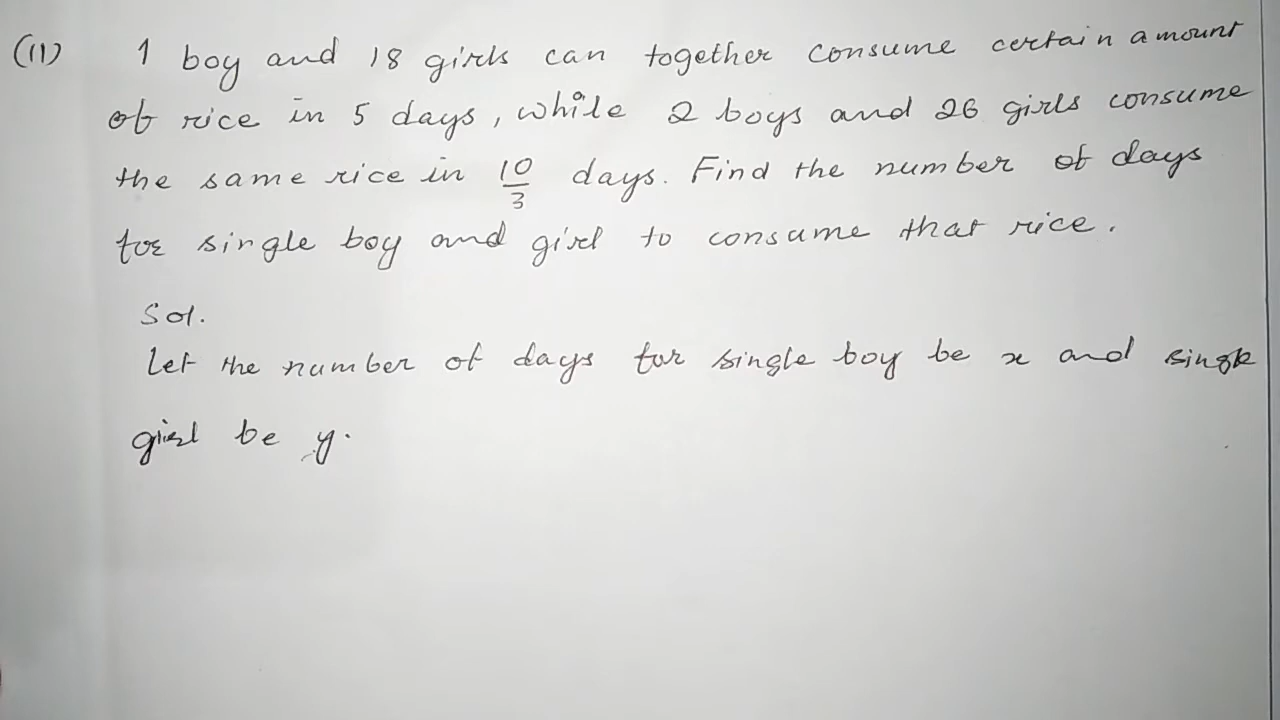 (11) 1 boy and 18 girls can together consume certain amount
of rice in 5 days, while 2 boys and 26 girls consume
the same rice in 10/3 days. Find the number of days
for single boy and girl to consume that rice.
Sol.
Let the number of days for single boy be x and single
girl be y.